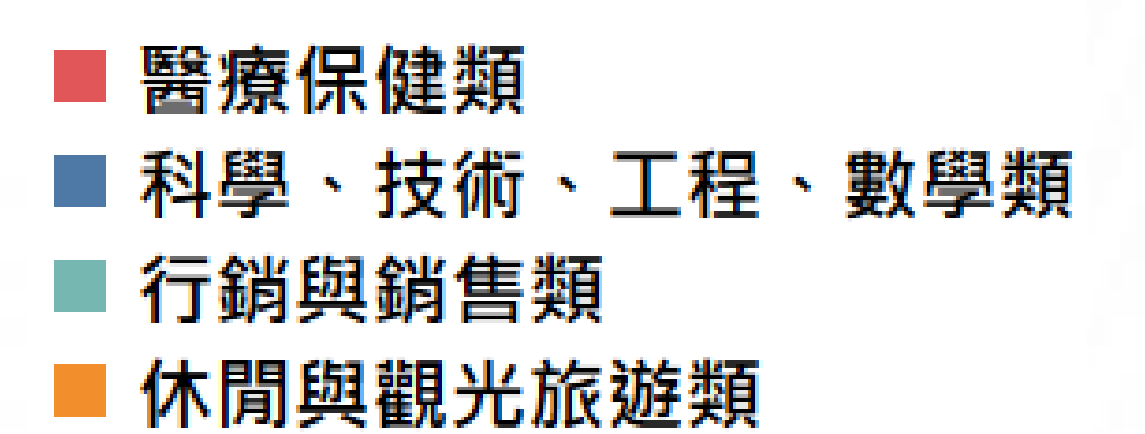 醫療保健類
科學、技術、工程、數學類
行銷與銷售類
休閒與觀光旅遊類